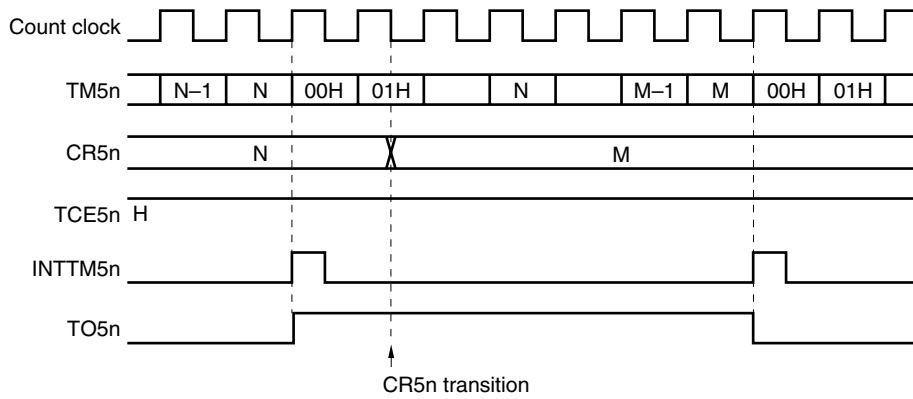 Count clock
TM5n N–1 N 00H 01H N M–1 M 00H 01H
CR5n N M
TCE5n H
INTTM5n
TO5n
CR5n transition